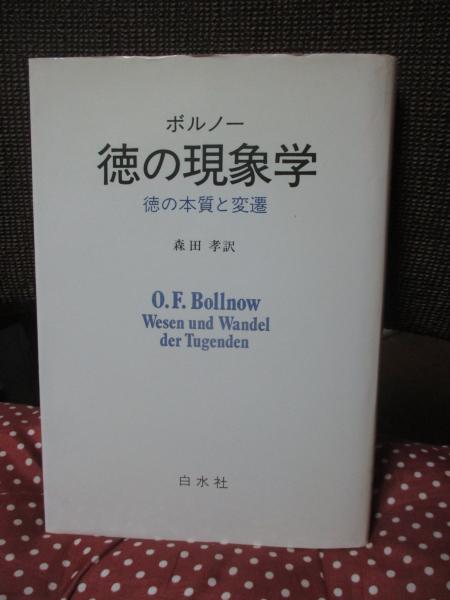 ボルノー
徳の現象学
徳の本質と変遷
森田 孝訳
O.F. Bollnow
Wesen und Wandel
der Tugenden
白水社